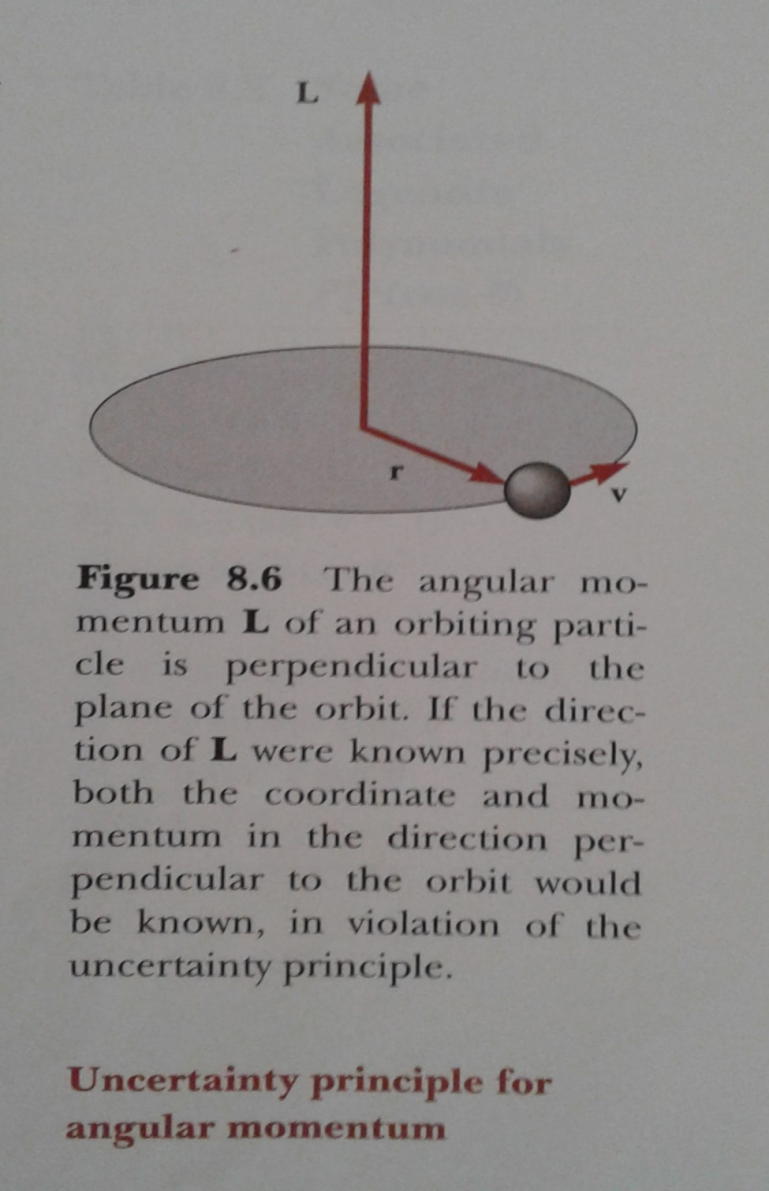 L
r
v
Figure 8.6 The angular mo-
mentum L of an orbiting parti-
cle is perpendicular to the
plane of the orbit. If the direc-
tion of L were known precisely,
both the coordinate and mo-
mentum in the direction per-
pendicular to the orbit would
be known, in violation of the
uncertainty principle.
Uncertainty principle for
angular momentum